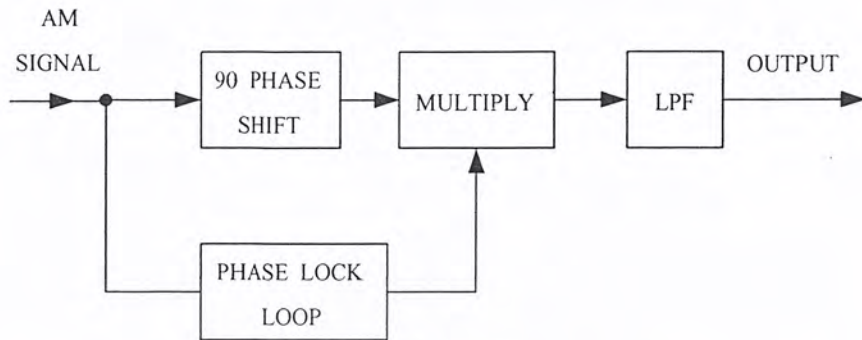 AM
SIGNAL
90 PHASE
SHIFT
MULTIPLY
LPF
OUTPUT
PHASE LOCK
LOOP